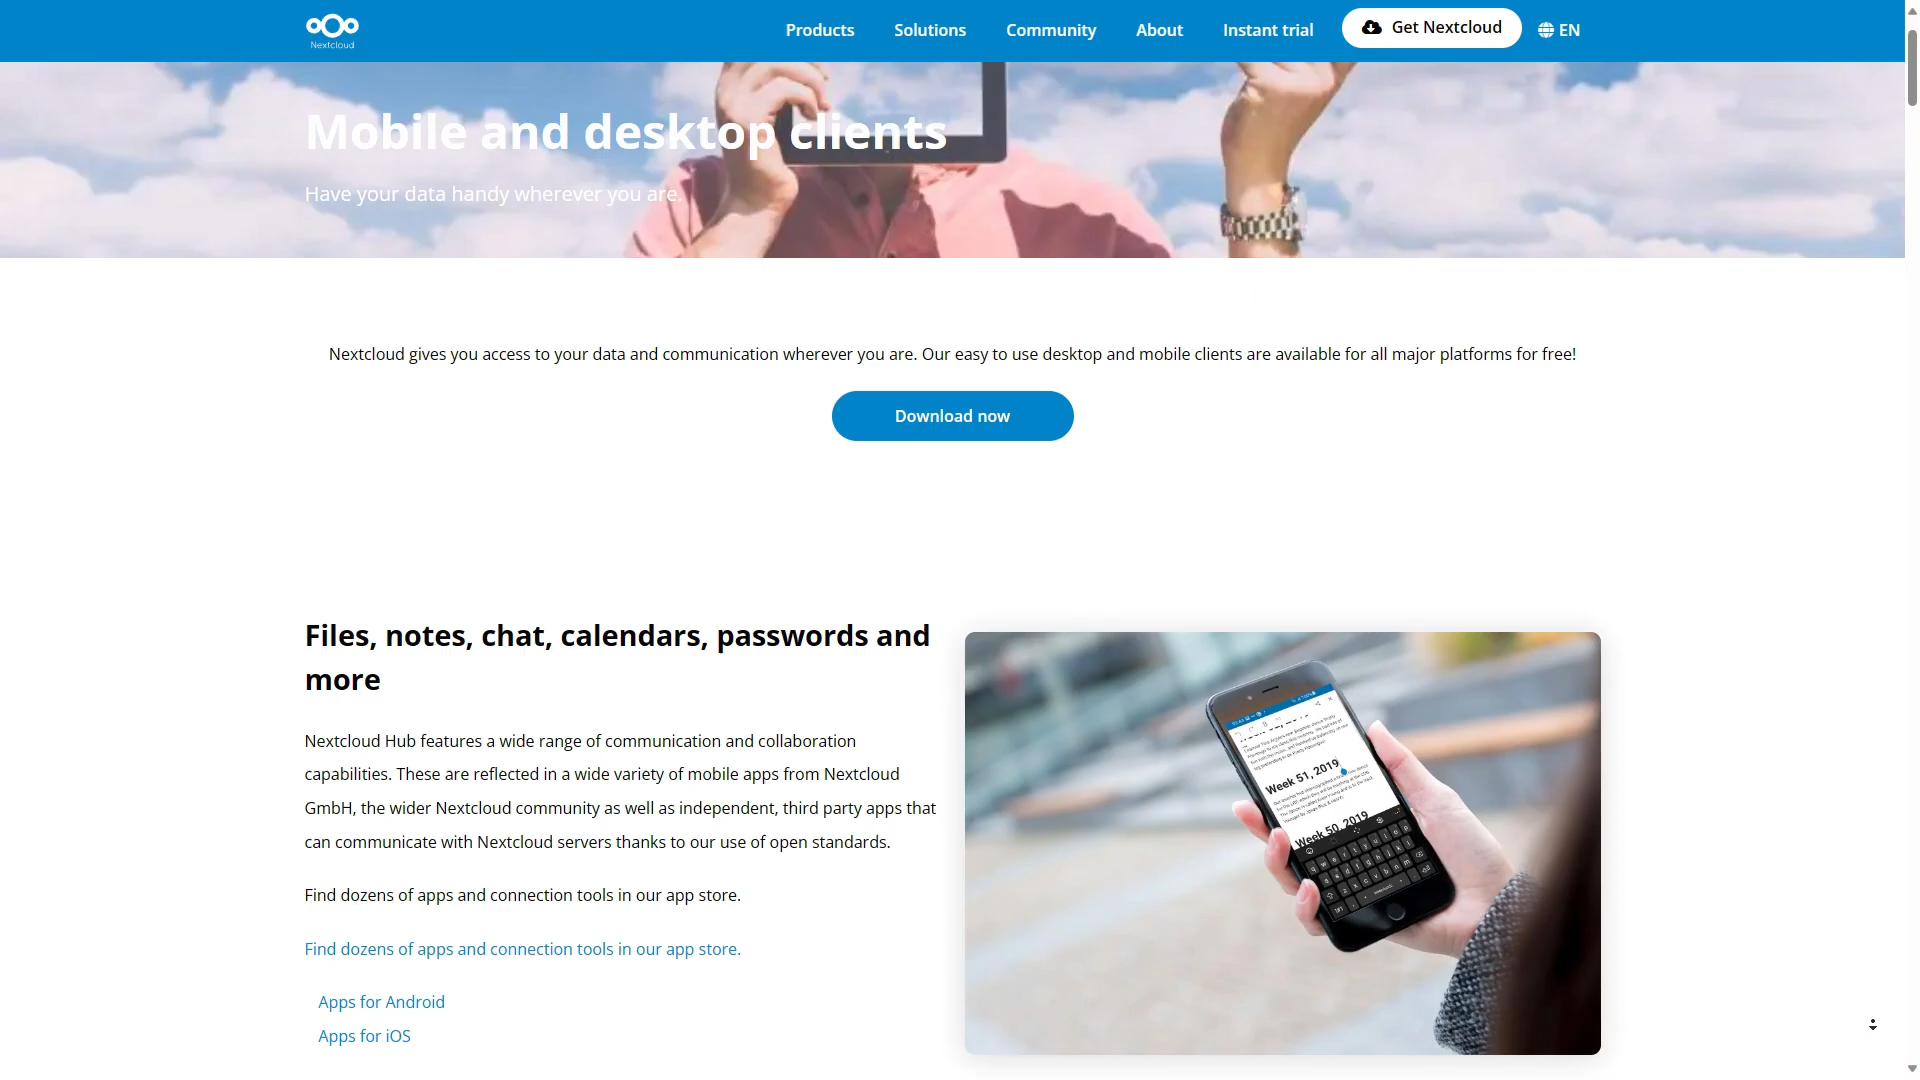 Nextcloud
Products
Solutions
Community
About
Instant trial
Get Nextcloud
EN
Mobile and desktop clients
Have your data handy wherever you are.
Nextcloud gives you access to your data and communication wherever you are. Our easy to use desktop and mobile clients are available for all major platforms for free!
Download now
Files, notes, chat, calendars, passwords and
more
Nextcloud Hub features a wide range of communication and collaboration
capabilities. These are reflected in a wide variety of mobile apps from Nextcloud
GmbH, the wider Nextcloud community as well as independent, third party apps that
can communicate with Nextcloud servers thanks to our use of open standards.
Find dozens of apps and connection tools in our app store.
Find dozens of apps and connection tools in our app store.
Apps for Android
Apps for iOS
Week 51, 2019
Week 50, 2019